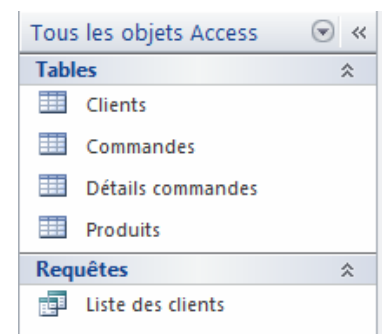 Tous les objets Access
Tables
Clients
Commandes
Détails commandes
Produits
Requêtes
Liste des clients